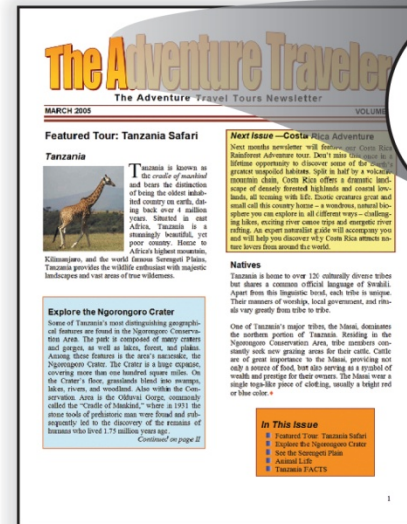 The Adventure Traveler
The Adventure Travel Tours Newsletter
MARCH 2005
VOLUME
Featured Tour: Tanzania Safari
Tanzania
Tanzania is known as
the cradle of mankind
and bears the distinction
of being the oldest inhab-
ited country on earth, dat-
ing back over 4 million
years. Situated in east
Africa, Tanzania is a
stunningly beautiful, yet
poor country. Home to
Africa's highest mountain,
Kilimanjaro, and the world famous Serengeti Plains,
Tanzania provides the wildlife enthusiast with majestic
landscapes and vast areas of true wilderness.
Explore the Ngorongoro Crater
Some of Tanzania's most distinguishing geographi-
cal features are found in the Ngorongoro Conserva-
tion Area. The park is composed of many craters
and gorges, as well as lakes, forest, and plains.
Among these features is the area's namesake, the
Ngorongoro Crater. The Crater is a huge expanse,
covering more than one hundred square miles. On
the Crater's floor, grasslands blend into swamps,
lakes, rivers, and woodland. Also within the Con-
servation Area is the Olduvai Gorge, commonly
called the "Cradle of Mankind," where in 1931 the
stone tools of prehistoric man were found and sub-
sequently led to the discovery of the remains of
humans who lived 1.75 million years ago.
Continued on page 2
Next Issue —Costa Rica Adventure
Next months newsletter will feature our Costa Rica
Rainforest Adventure tour. Don't miss this once in a
lifetime opportunity to discover some of the Earth's
greatest unspoiled habitats. Split in half by a volcanic
mountain chain, Costa Rica offers a dramatic land-
scape of densely forested highlands and coastal low-
lands, all teeming with life. Exotic creatures great and
small call this country home – a wondrous, natural bio-
sphere you can explore in all different ways – challeng-
ing hikes, exciting river canoe trips and energetic river
rafting. An expert naturalist guide will accompany you
and will help you discover why Costa Rica attracts na-
ture lovers from around the world.
Natives
Tanzania is home to over 120 culturally diverse tribes
but shares a common official language of Swahili.
Apart from this linguistic bond, each tribe is unique.
Their manners of worship, local government, and ritu-
als vary greatly from tribe to tribe.
One of Tanzania's major tribes, the Masai, dominates
the northern portion of Tanzania. Residing in the
Ngorongoro Conservation Area, tribe members con-
stantly seek new grazing areas for their cattle. Cattle
are of great importance to the Masai, providing not
only a source of food, but also serving as a symbol of
wealth and prestige for their owners. The Masai wear a
single toga-like piece of clothing, usually a bright red
or blue color.♦
In This Issue
Featured Tour: Tanzania Safari
Explore the Ngorongoro Crater
See the Serengeti Plain
Animal Life
Tanzania FACTS
1